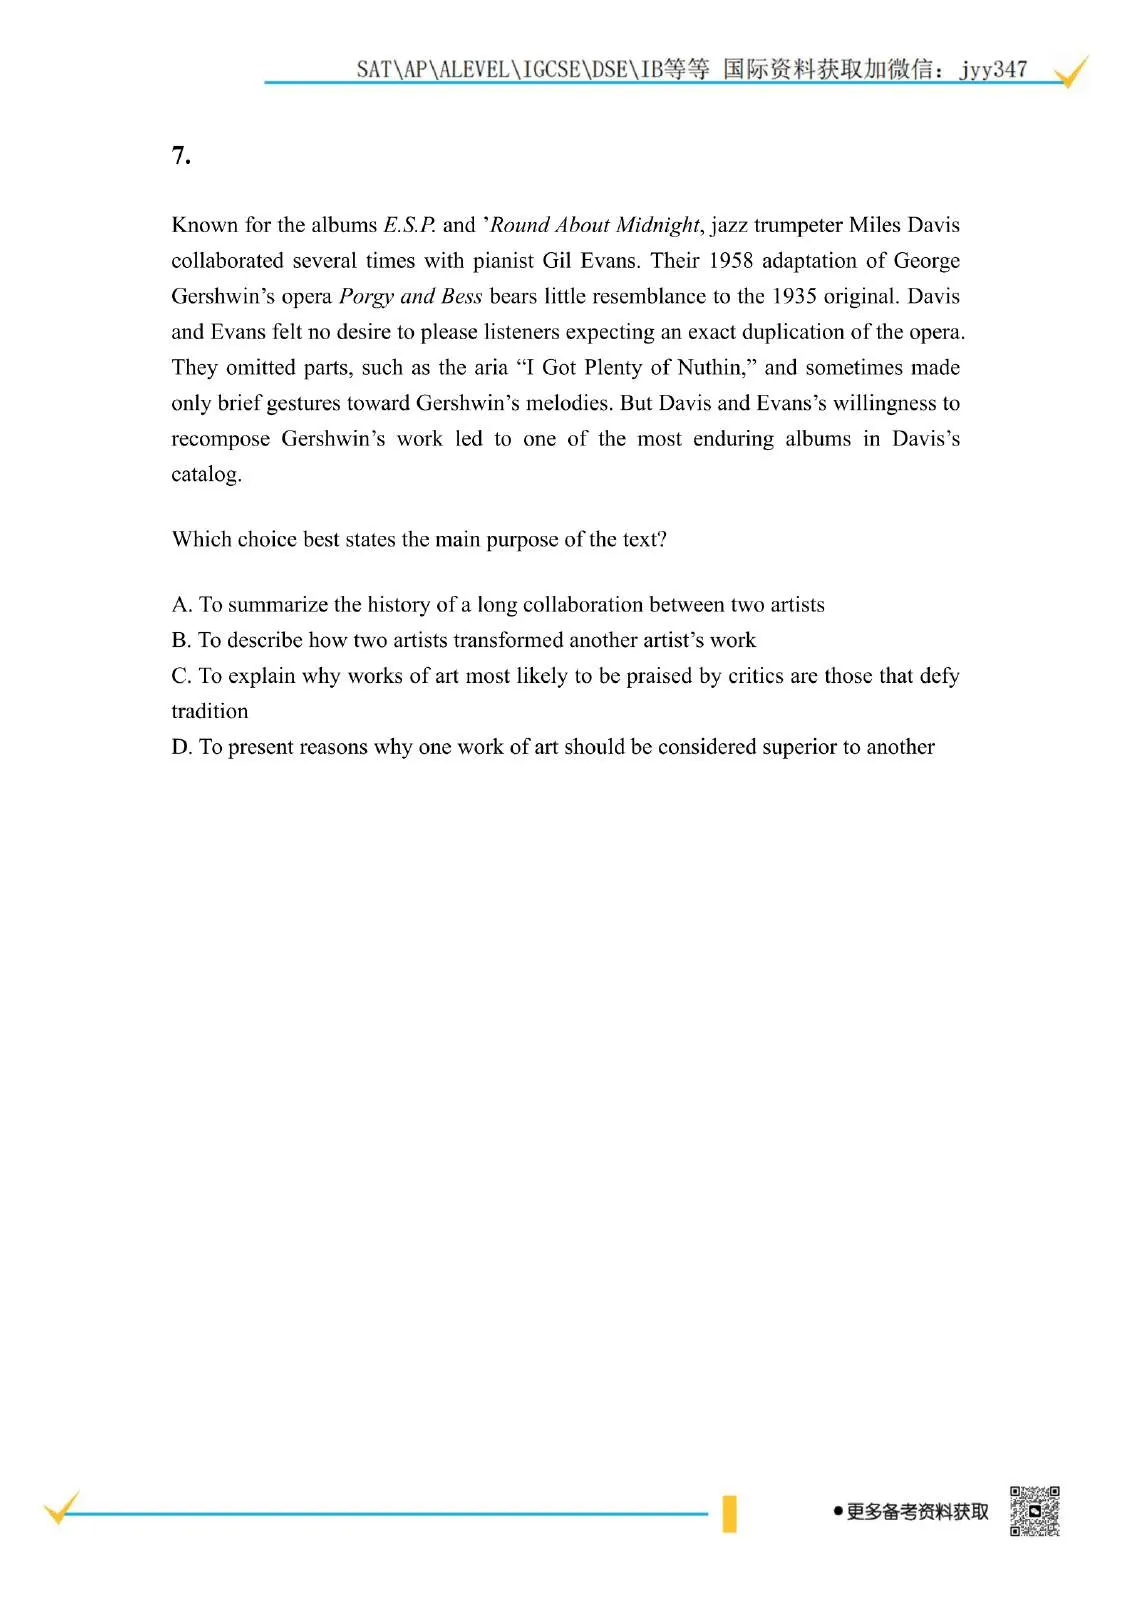 SAT\AP\ALEVEL\IGCSE\DSE\IB等等 国际资料获取加微信：jyy347
7.
Known for the albums E.S.P. and ’Round About Midnight, jazz trumpeter Miles Davis
collaborated several times with pianist Gil Evans. Their 1958 adaptation of George
Gershwin’s opera Porgy and Bess bears little resemblance to the 1935 original. Davis
and Evans felt no desire to please listeners expecting an exact duplication of the opera.
They omitted parts, such as the aria “I Got Plenty of Nuthin,” and sometimes made
only brief gestures toward Gershwin’s melodies. But Davis and Evans’s willingness to
recompose Gershwin’s work led to one of the most enduring albums in Davis’s
catalog.
Which choice best states the main purpose of the text?
A. To summarize the history of a long collaboration between two artists
B. To describe how two artists transformed another artist’s work
C. To explain why works of art most likely to be praised by critics are those that defy
tradition
D. To present reasons why one work of art should be considered superior to another
●更多备考资料获取